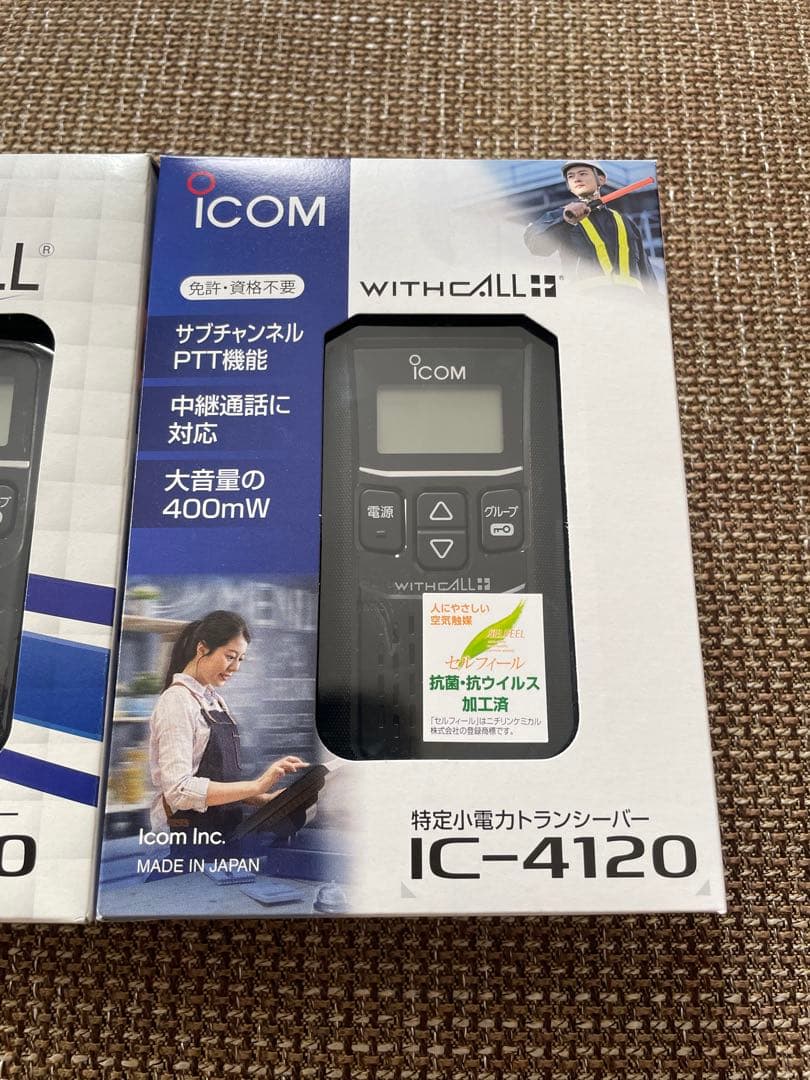 LL®
プ
0
ICOM
免許・資格不要
WITHCALL®
サブチャンネル
PTT機能
中継通話に
対応
大音量の
400mW
ICOM
電源
グループ
WITHCALL
人にやさしい
空気触媒
セルフィール
抗菌・抗ウイルス
加工済
「セルフィール」はニチリンケミカル
株式会社の登録商標です。
Icom Inc.
MADE IN JAPAN
特定小電力トランシーバー
IC-4120